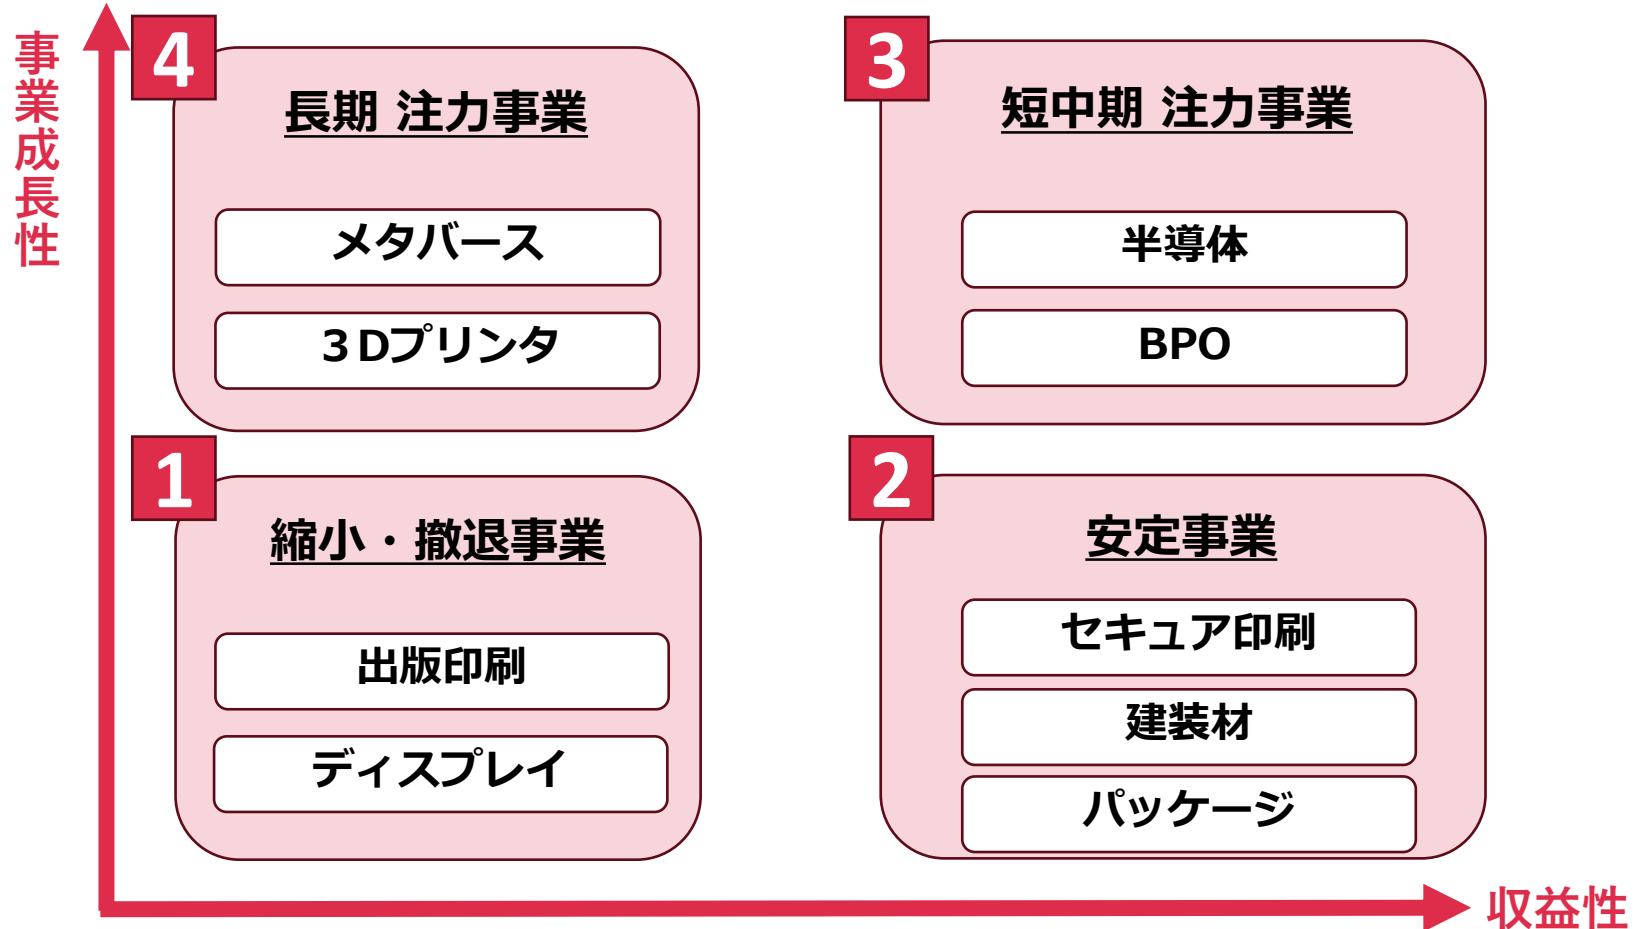 事業成長性
4
長期 注力事業
メタバース
３Dプリンタ
3
短中期 注力事業
半導体
BPO
1
縮小・撤退事業
出版印刷
ディスプレイ
2
安定事業
セキュア印刷
建装材
パッケージ
収益性